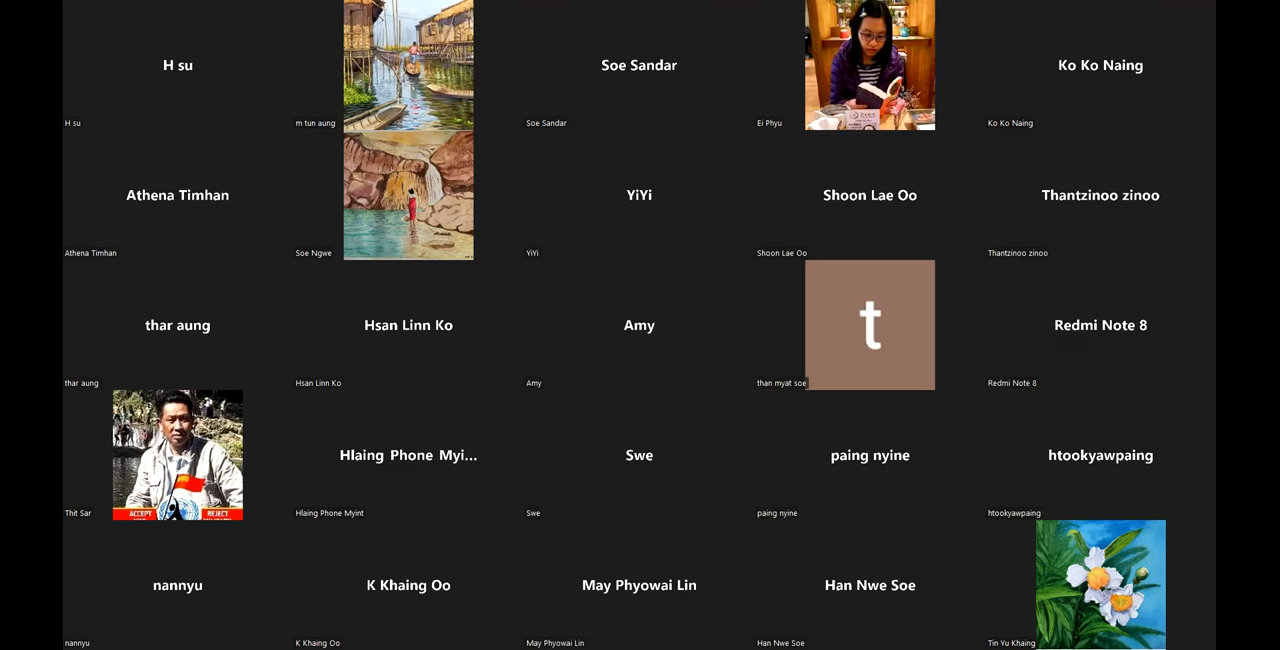 H su
H su
m tun aung
Soe Sandar
Soe Sandar
Ei Phyu
Ko Ko Naing
Ko Ko Naing
Athena Timhan
Athena Timhan
Soe Ngwe
YiYi
YiYi
Shoon Lae Oo
Shoon Lae Oo
Thantzinoo zinoo
Thantzinoo zinoo
thar aung
thar aung
Hsan Linn Ko
Hsan Linn Ko
Amy
Amy
t
than myat soe
Redmi Note 8
Redmi Note 8
ACCEPT
REJECT
Thit Sar
Hlaing Phone Myi...
Hlaing Phone Myint
Swe
Swe
paing nyine
paing nyine
htookyawpaing
htookyawpaing
nannyu
nannyu
K Khaing Oo
K Khaing Oo
May Phyowai Lin
May Phyowai Lin
Han Nwe Soe
Han Nwe Soe
Tin Yu Khaing